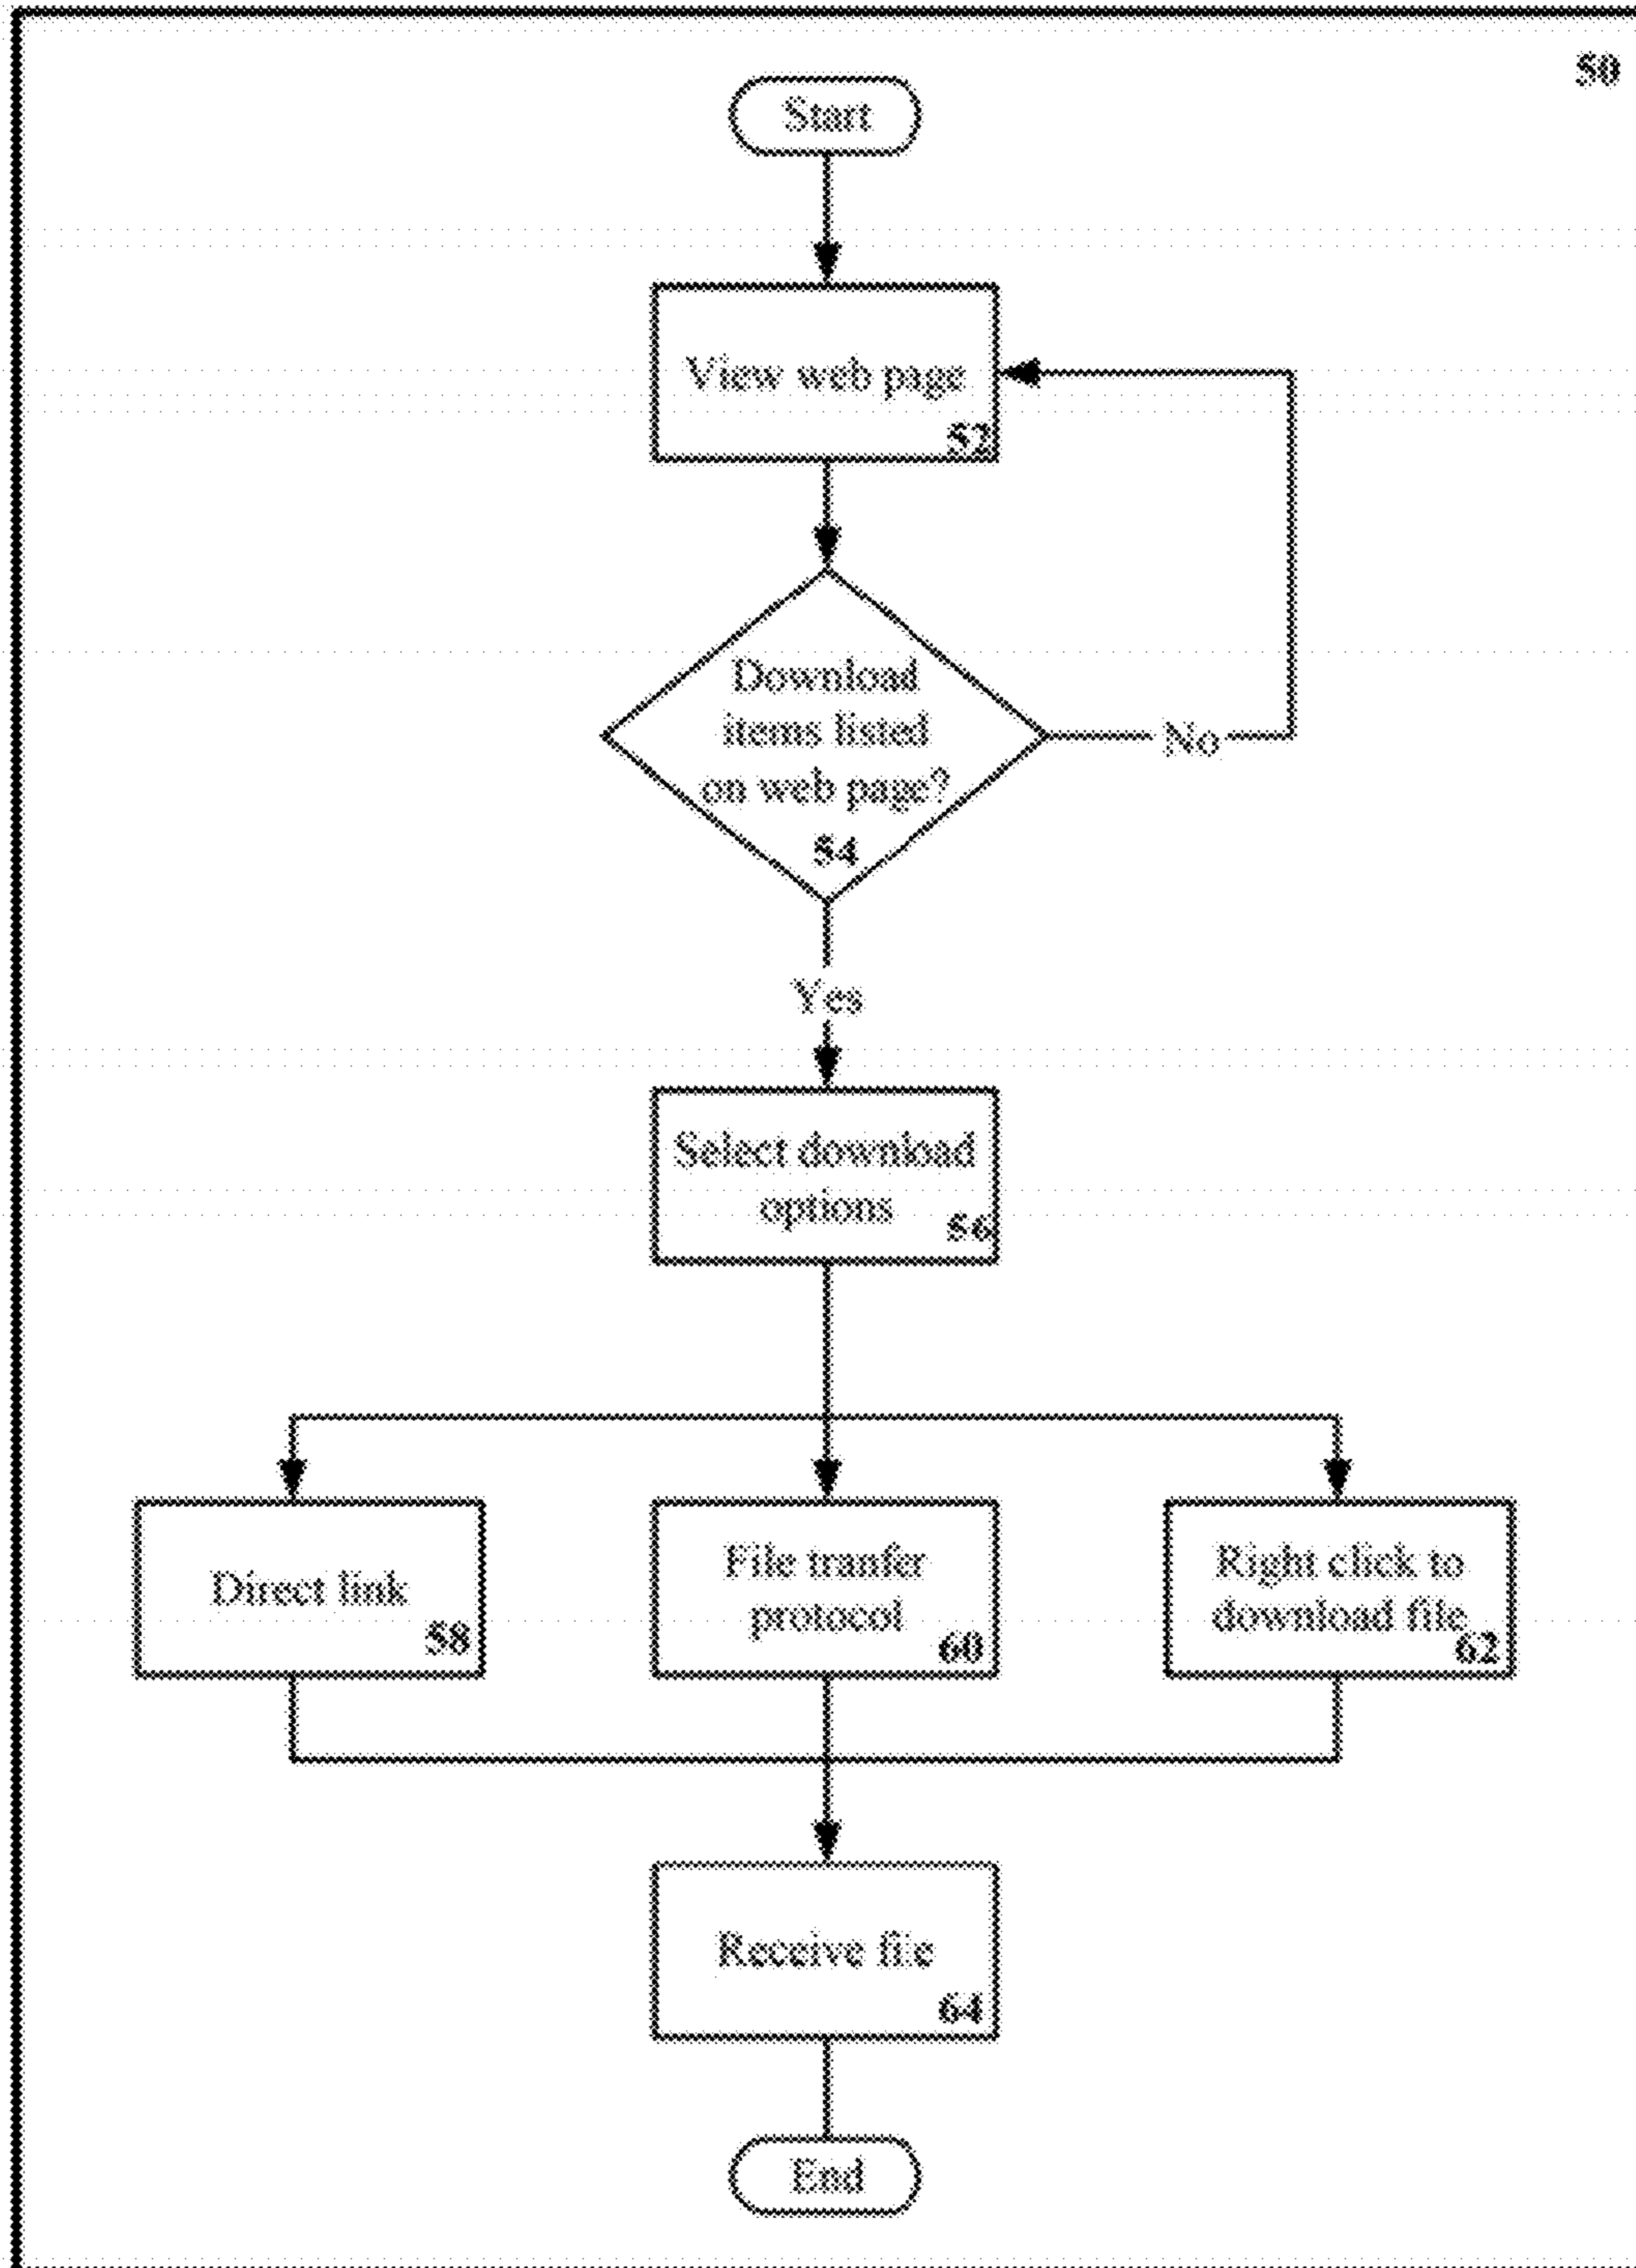 50
Start
View web page
52
Download
items listed
on web page?
54
No
Yes
Select download
options
56
Direct link
58
File tranfer
protocol
60
Right click to
download file
62
Receive file
64
End